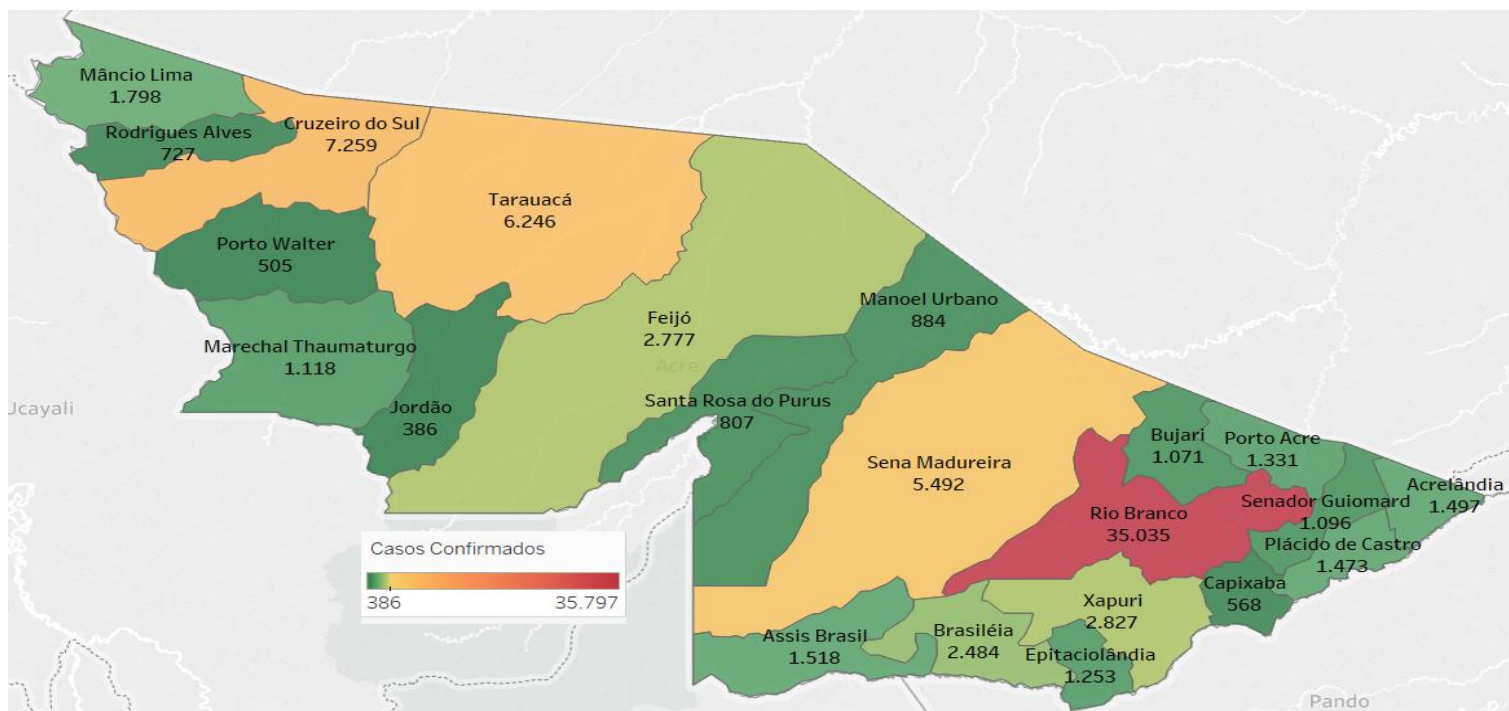 Mâncio Lima
1.798
Rodrigues Alves
727
Cruzeiro do Sul
7.259
Tarauacá
6.246
Porto Walter
505
Marechal Thaumaturgo
1.118
Jordão
386
Feijó
2.777
Manoel Urbano
884
Santa Rosa do Purus
807
Acre
Ucayali
Sena Madureira
5.492
Bujari
1.071
Porto Acre
1.331
Rio Branco
35.035
Senador Guiomard
1.096
Acrelândia
1.497
Plácido de Castro
1.473
Capixaba
568
Xapuri
2.827
Assis Brasil
1.518
Brasiléia
2.484
Epitaciolândia
1.253
Pando
Casos Confirmados
386 35.797